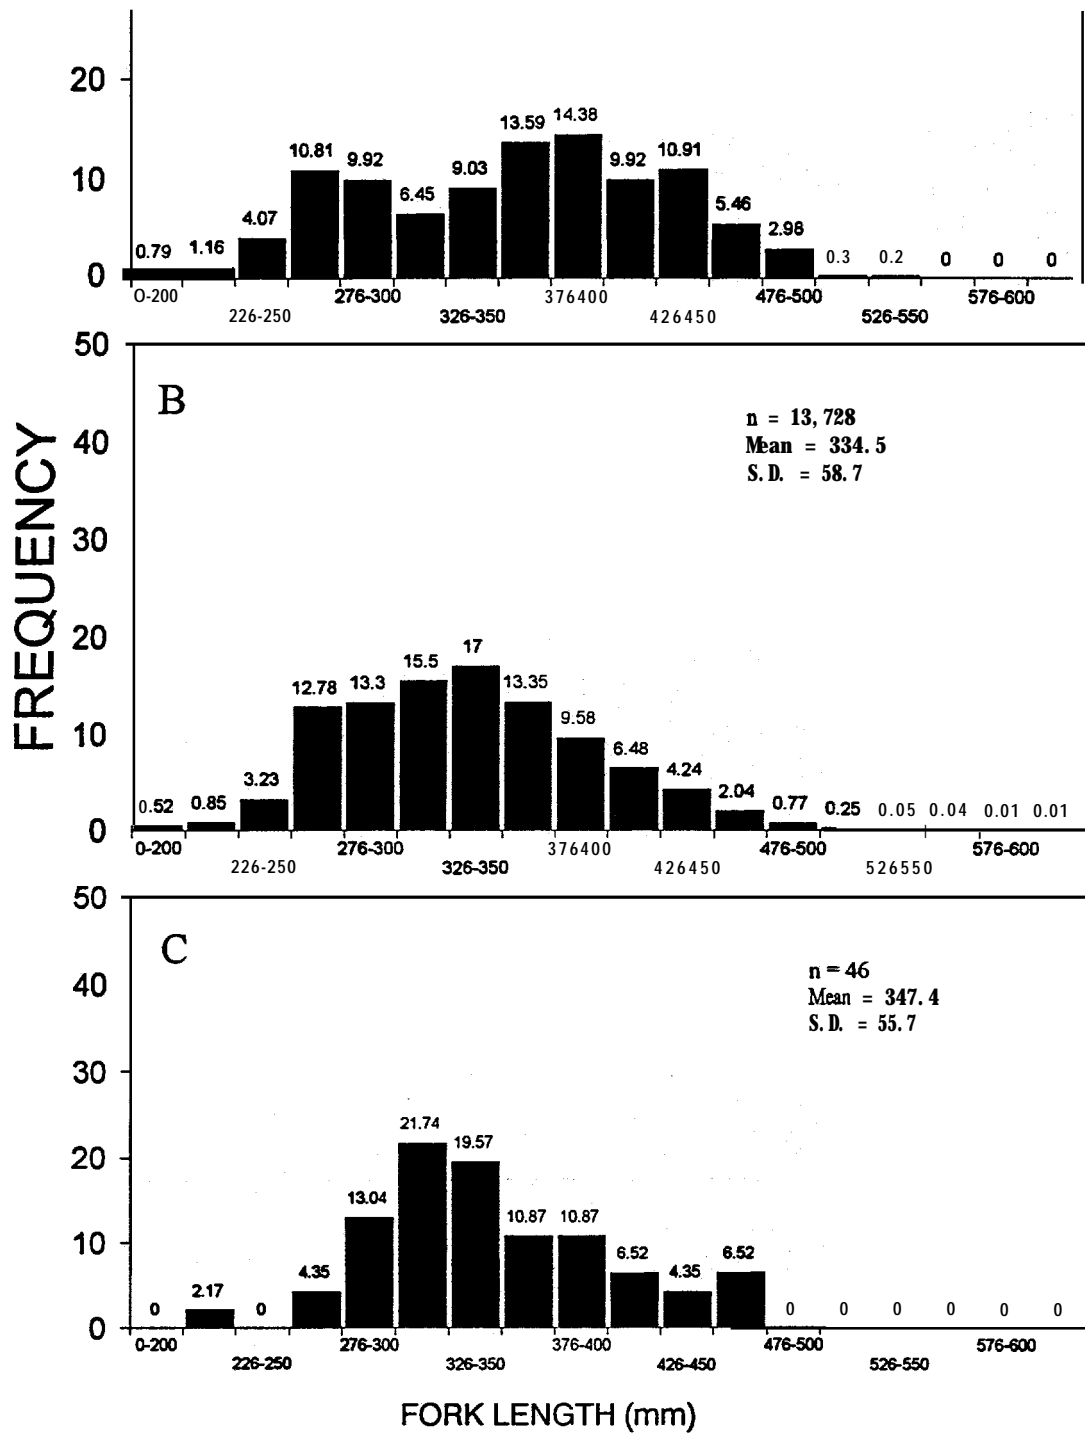 20
10
0
0.79 1.16 4.07 10.81 9.92 6.45 9.03 13.59 14.38 9.92 10.91 5.46 2.98 0.3 0.2 0 0 0
0-200 276-300 376400 476-500 576-600
226-250 326-350 426450 526-550
FREQUENCY
50
40
30
20
10
0
B
n = 13,728
Mean = 334.5
S.D. = 58.7
0.52 0.85 3.23 12.78 13.3 15.5 17 13.35 9.58 6.48 4.24 2.04 0.77 0.25 0.05 0.04 0.01 0.01
0-200 276-300 376400 476-500 576-600
226-250 326-350 426450 526550
50
40
30
20
10
0
C
n = 46
Mean = 347.4
S.D. = 55.7
0 2.17 0 4.35 13.04 21.74 19.57 10.87 10.87 6.52 4.35 6.52 0 0 0 0 0 0
0-200 276-300 376-400 476-500 576-600
226-250 326-350 426-450 526-550
FORK LENGTH (mm)